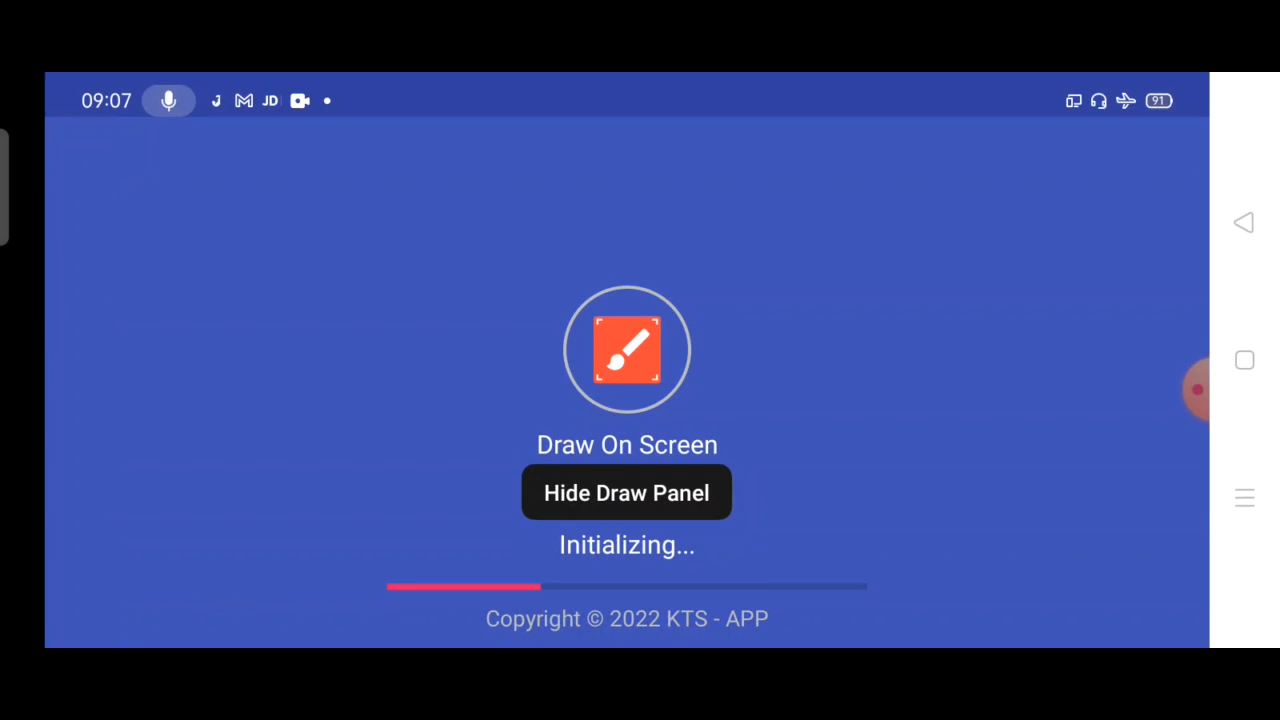 09:07 JD 91
Draw On Screen
Hide Draw Panel
Initializing...
Copyright © 2022 KTS - APP